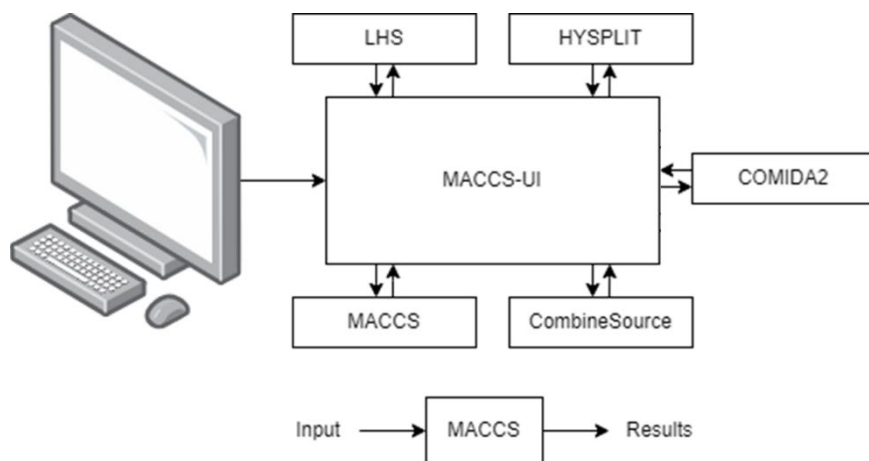 LHS
HYSPLIT
MACCS-UI
COMIDA2
MACCS
CombineSource
Input
MACCS
Results